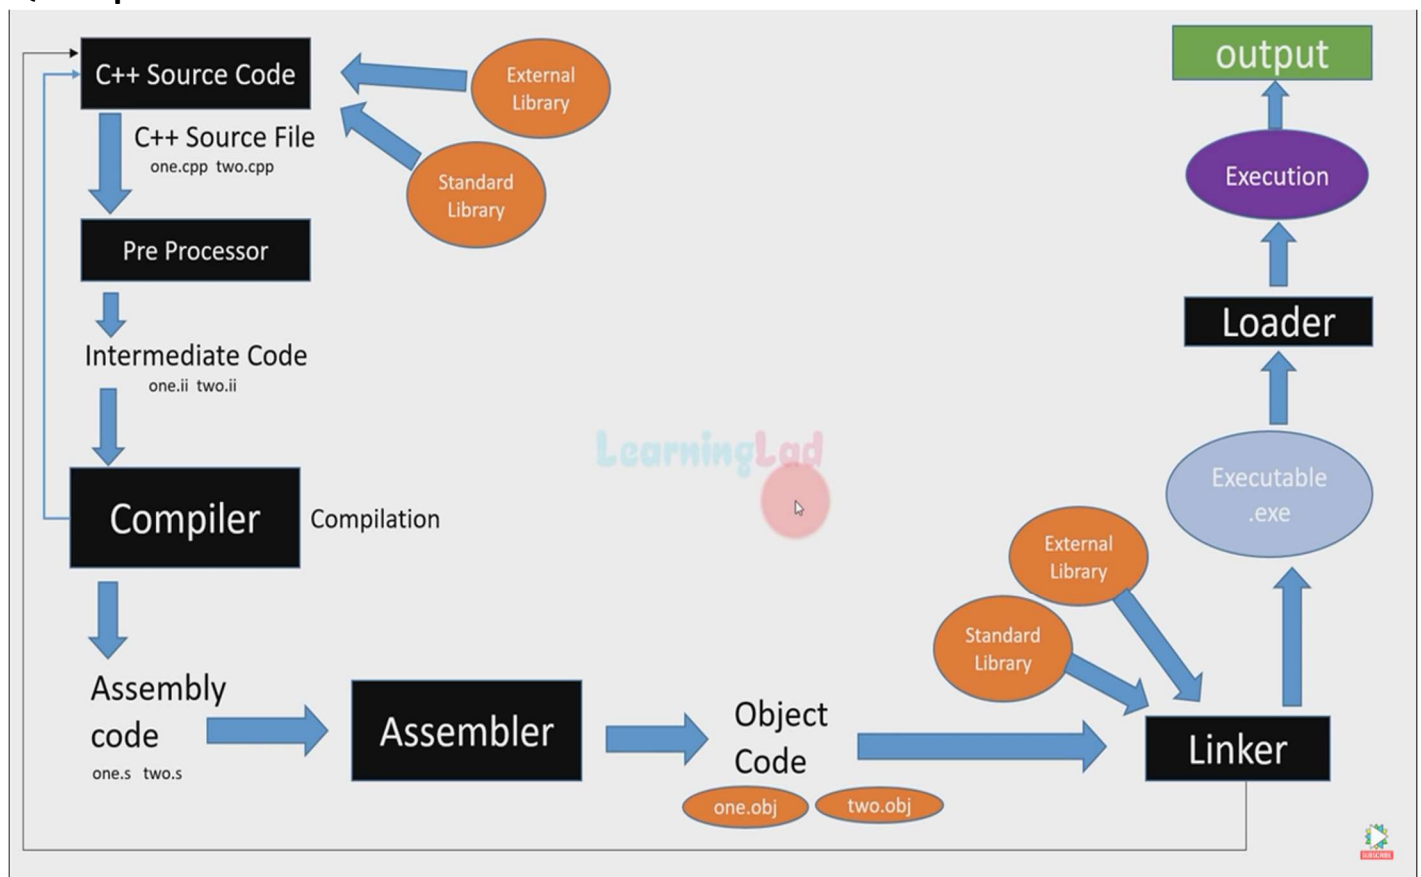 C++ Source Code
External
Library
output
C++ Source File
one.cpp two.cpp
Standard
Library
Execution
Pre Processor
Loader
Intermediate Code
one.ii two.ii
LearningLad
Compiler
Compilation
Executable
.exe
External
Library
Standard
Library
Assembly
code
one.s two.s
Assembler
Object
Code
one.obj
two.obj
Linker
SUBSCRIBE